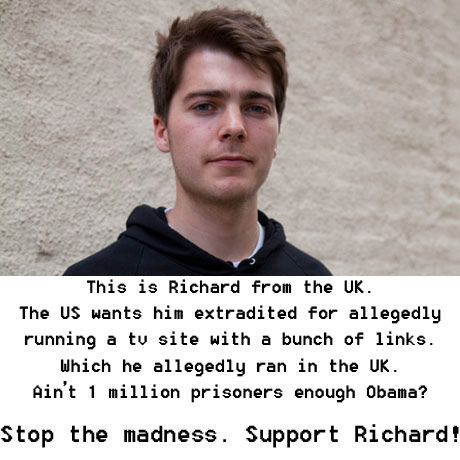 This is Richard from the UK.
The US wants him extradited for allegedly
running a tv site with a bunch of links.
Which he allegedly ran in the UK.
Ain't 1 million prisoners enough Obama?
Stop the madness. Support Richard!